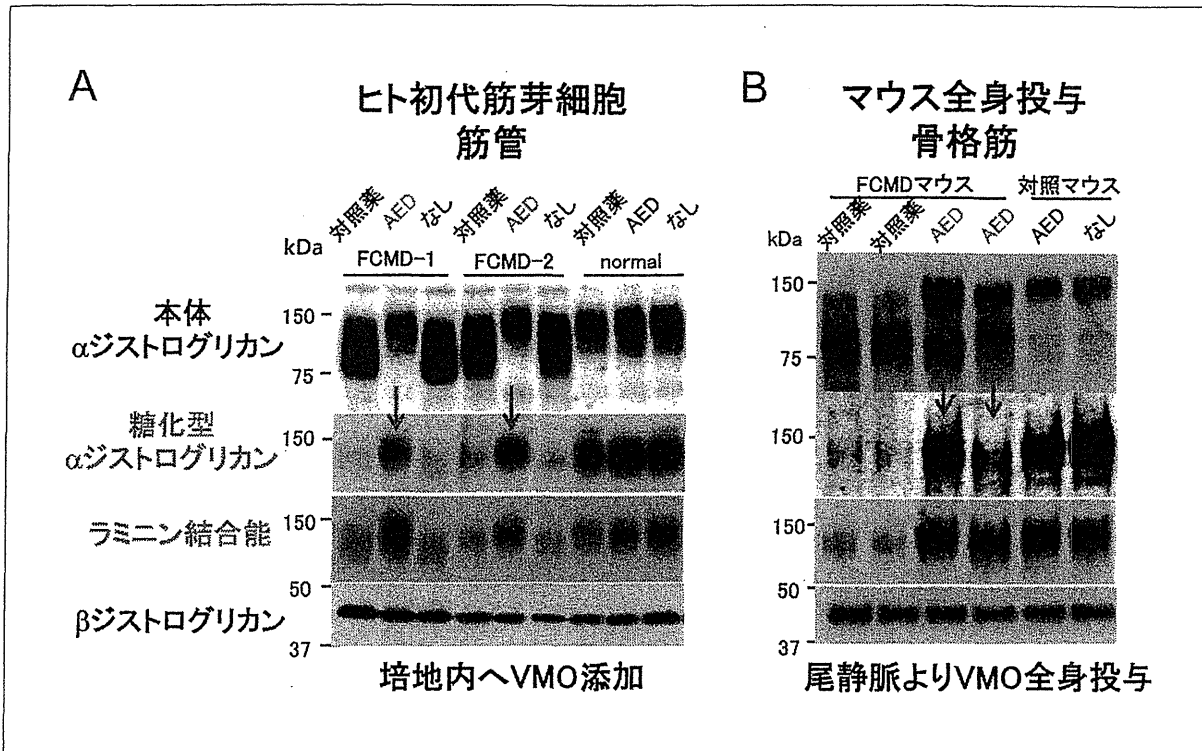 A
ヒト初代筋芽細胞
筋管
対照薬 AED なし 対照薬 AED なし 対照薬 AED なし
kDa
FCMD-1 FCMD-2 normal
本体
αジストログリカン
150
75
糖化型
αジストログリカン
150
ラミニン結合能
150
βジストログリカン
50
37
培地内へVMO添加
B
マウス全身投与
骨格筋
FCMDマウス 対照マウス
対照薬 対照薬 AED AED AED なし
kDa
150
75
150
150
50
37
尾静脈よりVMO全身投与